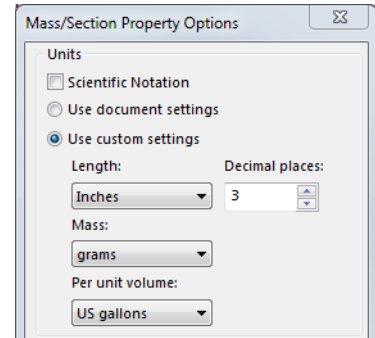 Mass/Section Property Options
Units
Scientific Notation
Use document settings
Use custom settings
Length: Decimal places:
Inches 3
Mass:
grams
Per unit volume:
US gallons